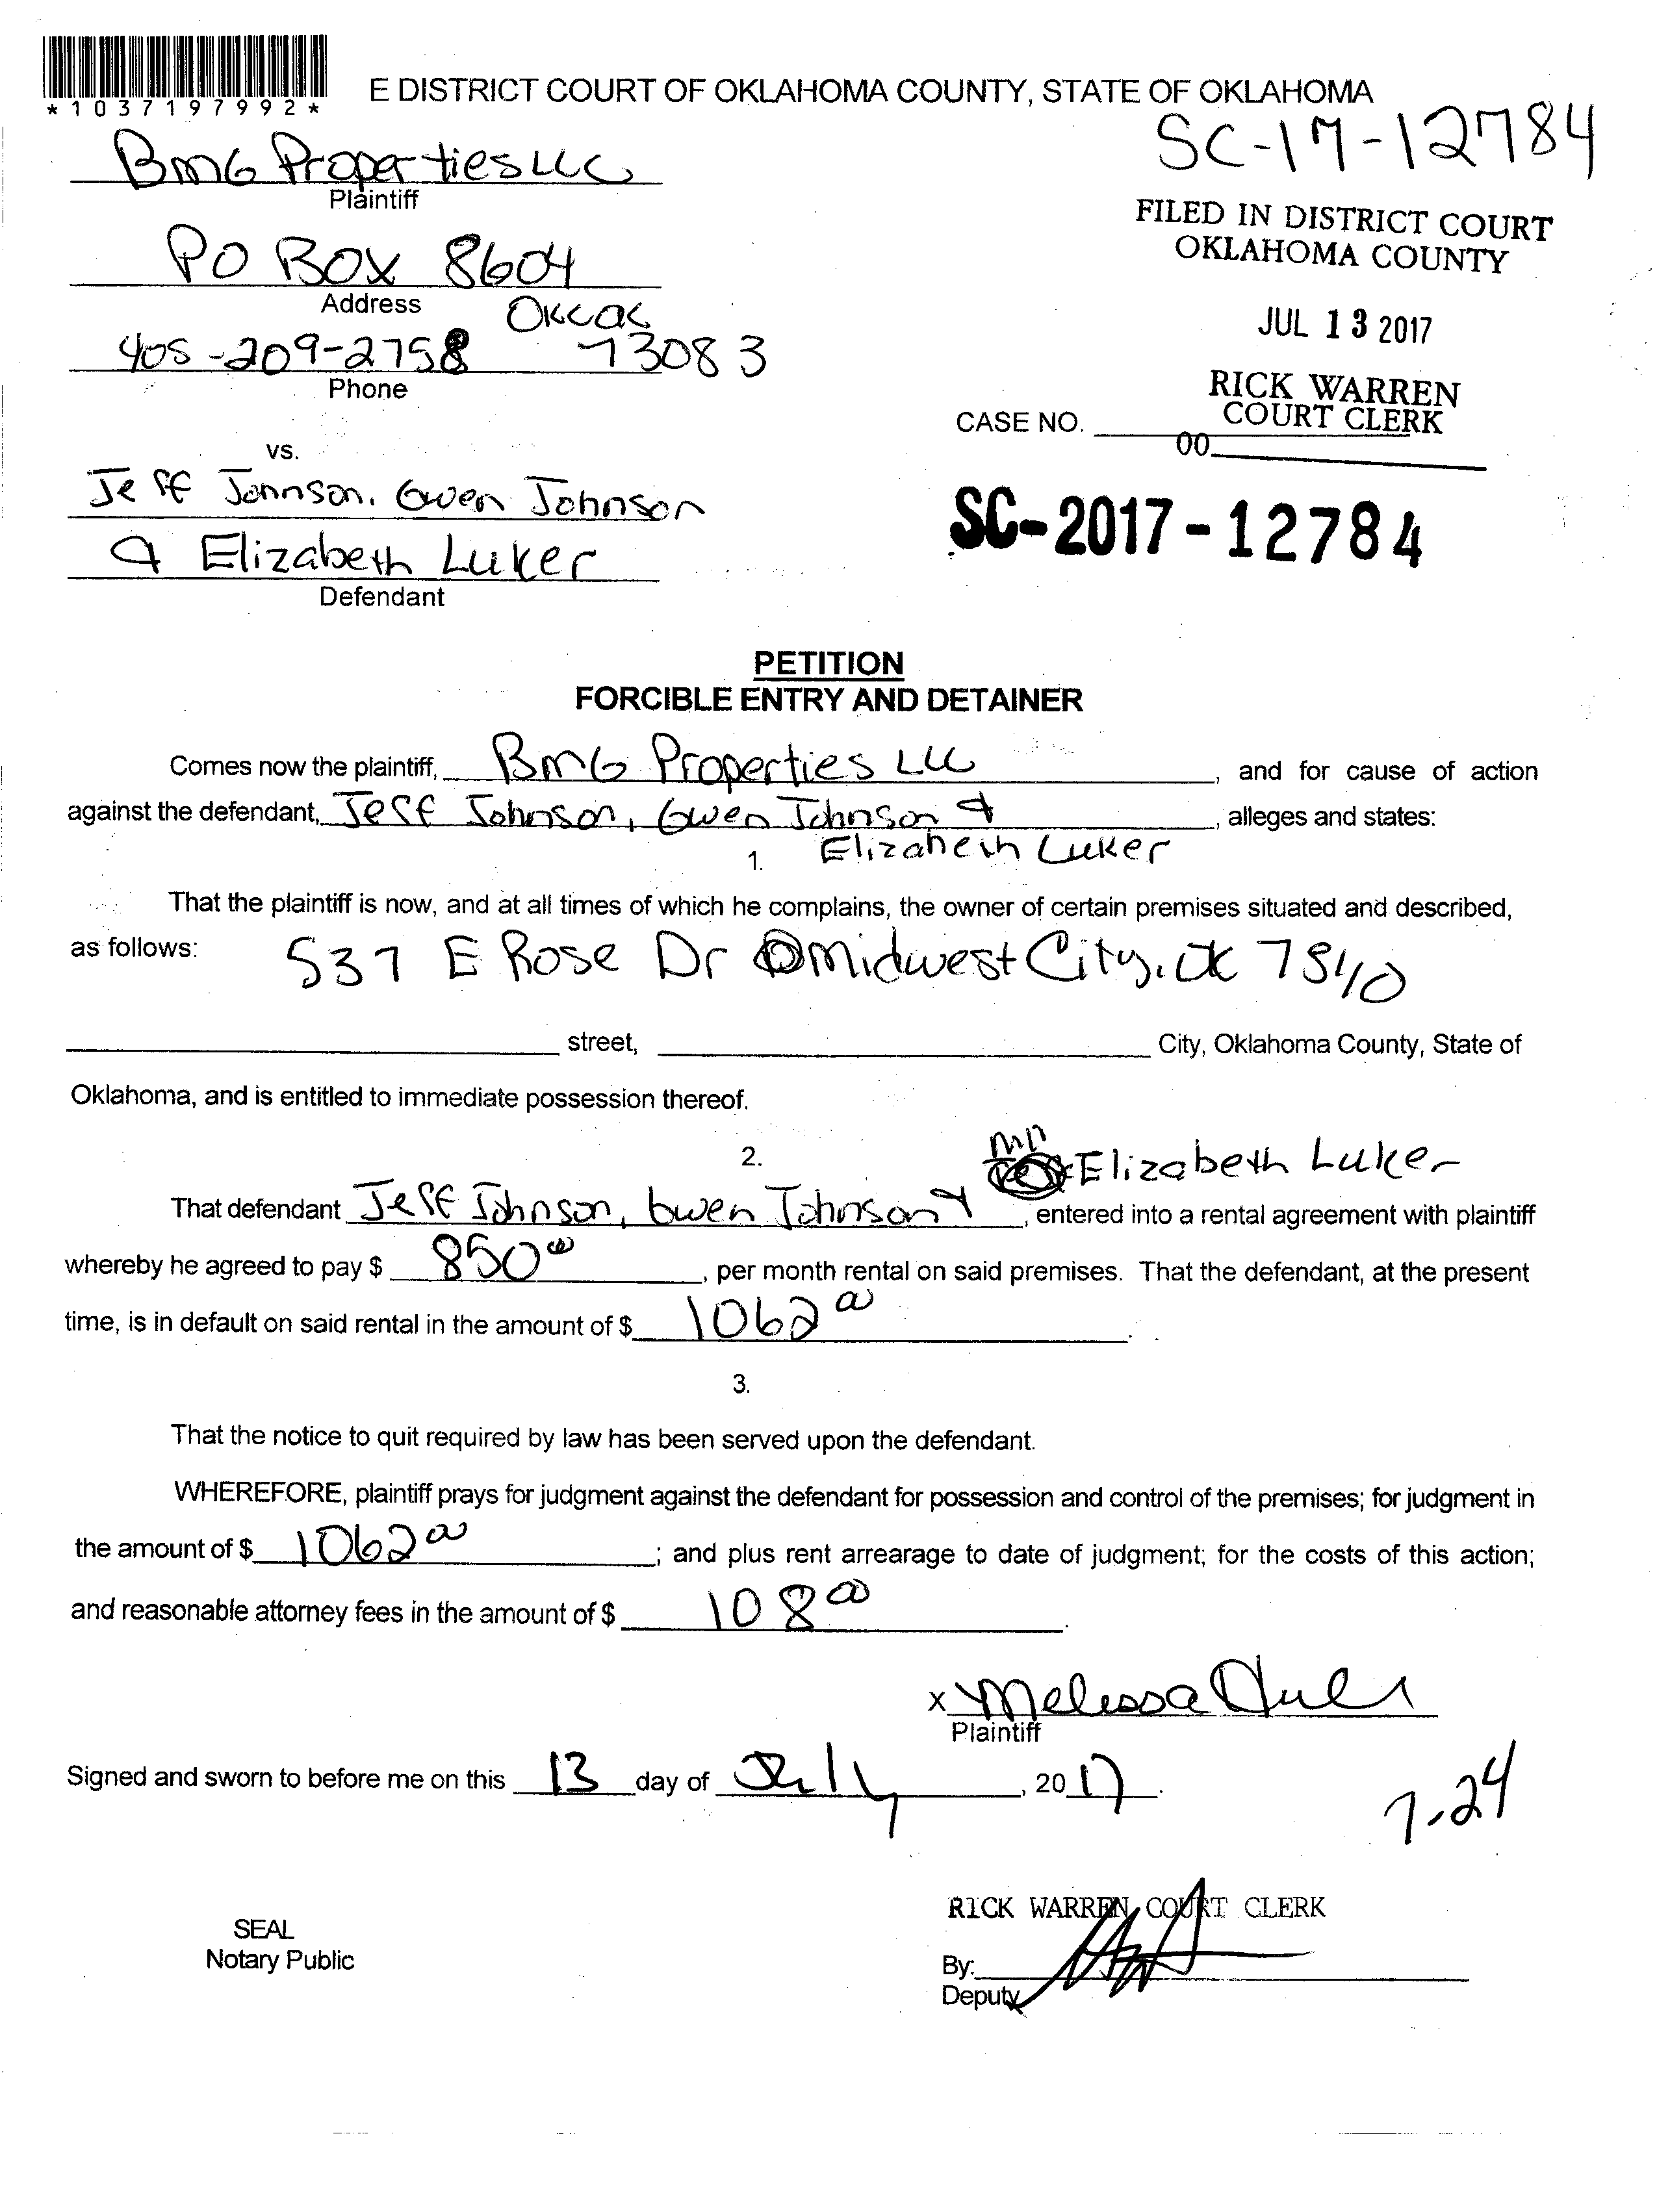 *1037197992*
E DISTRICT COURT OF OKLAHOMA COUNTY, STATE OF OKLAHOMA
SC-17-12784
BMG Properties LLC
Plaintiff
FILED IN DISTRICT COURT
OKLAHOMA COUNTY
PO BOX 8604
Address
JUL 13 2017
405-209-2758 73083
Phone
RICK WARREN
COURT CLERK
CASE NO.
00
vs.
Jeff Johnson, Gwen Johnson
& Elizabeth Luker
Defendant
SC-2017-12784
PETITION
FORCIBLE ENTRY AND DETAINER
Comes now the plaintiff, BMG Properties LLC, and for cause of action
against the defendant, Jeff Johnson, Gwen Johnson &, alleges and states:
Elizabeth Luker
1.
That the plaintiff is now, and at all times of which he complains, the owner of certain premises situated and described,
as follows: 537 E Rose Dr Midwest City, OK
street, City, Oklahoma County, State of
Oklahoma, and is entitled to immediate possession thereof.
2.
Elizabeth Luker
That defendant Jeff Johnson, Gwen Johnson &, entered into a rental agreement with plaintiff
whereby he agreed to pay $ 850 00, per month rental on said premises. That the defendant, at the present
time, is in default on said rental in the amount of $ 1062 00.
3.
That the notice to quit required by law has been served upon the defendant.
WHEREFORE, plaintiff prays for judgment against the defendant for possession and control of the premises; for judgment in
the amount of $ 1062 00; and plus rent arrearage to date of judgment; for the costs of this action;
and reasonable attorney fees in the amount of $ 108 00.
x Melissa
Plaintiff
Signed and sworn to before me on this 13 day of July, 2017.
7-24
RICK WARREN, COURT CLERK
SEAL
Notary Public
By:
Deputy